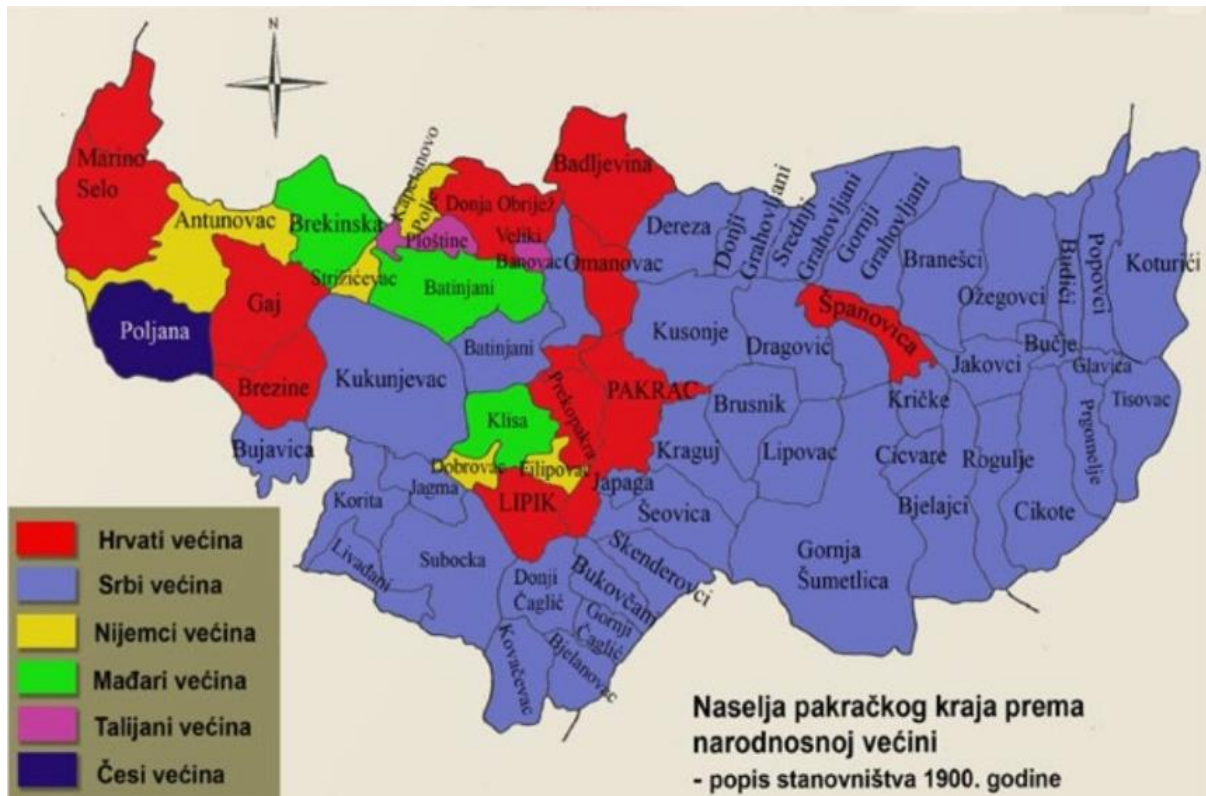 N
Marino
Selo
Antunovac
Brekinska
Kapetanovo
Polje
Ploštine
Donja Obrijež
Veliki
Banovac
Badljevina
Omanovac
Dereza
Donji
Grahovljani
Srednji
Grahovljani
Gornji
Grahovljani
Branešci
Ožegovci
Budići
Popovci
Koturići
Strižičevac
Batinjani
Gaj
Poljana
Brezine
Kukunjevac
Batinjani
Kusonje
Dragović
Španovica
Jakovci
Bučje
Glavica
Tisovac
Prgomelje
Bujavica
Klisa
Prekopakra
PAKRAC
Brusnik
Kričke
Dobrovac
Filipovac
Kraguj
Lipovac
Cicvare
Rogulje
Korita
Jagma
LIPIK
Japaga
Šeovica
Bjelajci
Cikote
Livađani
Subocka
Donji
Čaglić
Bukovčani
Skenderovci
Gornja
Šumetlica
Gornji
Čaglić
Kovačevac
Bjelanovac
Hrvati većina
Srbi većina
Nijemci većina
Mađari većina
Talijani većina
Česi većina
Naselja pakračkog kraja prema
narodnosnoj većini
- popis stanovništva 1900. godine